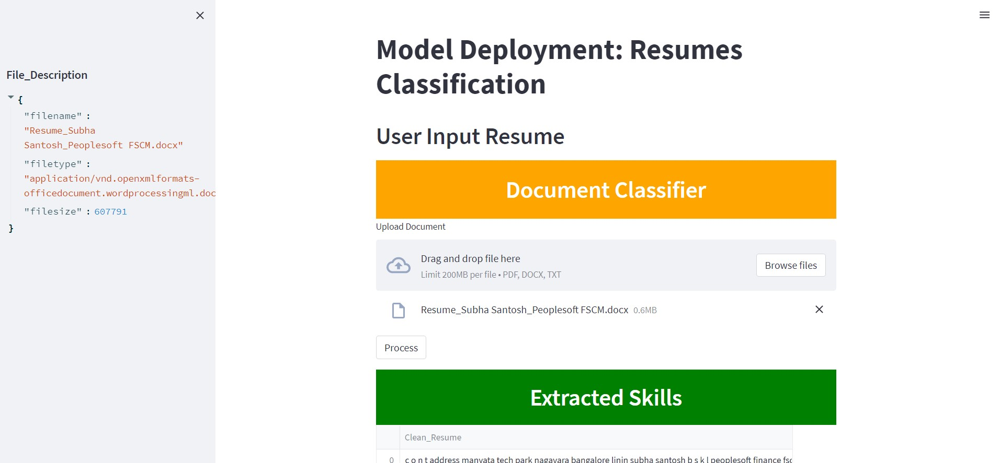 File_Description
{
"filename" :
"Resume_Subha
Santosh_Peoplesoft FSCM.docx"
"filetype" :
"application/vnd.openxmlformats-
officedocument.wordprocessingml.doc
"filesize" : 607791
}
Model Deployment: Resumes
Classification
User Input Resume
Document Classifier
Upload Document
Drag and drop file here
Limit 200MB per file • PDF, DOCX, TXT
Browse files
Resume_Subha Santosh_Peoplesoft FSCM.docx 0.6MB
Process
Extracted Skills
Clean_Resume
0 c o n t address manyata tech park nagavara bangalore linin subha santosh b s k l peoplesoft finance fsc